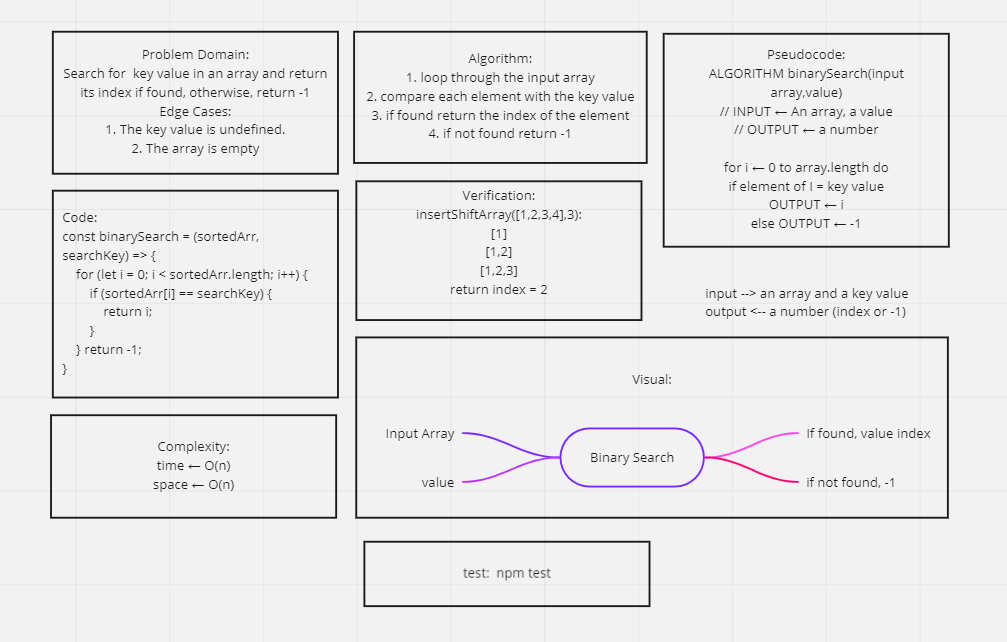 Problem Domain:
Search for key value in an array and return
its index if found, otherwise, return -1
Edge Cases:
1. The key value is undefined.
2. The array is empty
Algorithm:
1. loop through the input array
2. compare each element with the key value
3. if found return the index of the element
4. if not found return -1
Pseudocode:
ALGORITHM binarySearch(input
array,value)
// INPUT ← An array, a value
// OUTPUT ← a number
for i ← 0 to array.length do
if element of I = key value
OUTPUT ← i
else OUTPUT ← -1
Code:
const binarySearch = (sortedArr,
searchKey) => {
for (let i = 0; i < sortedArr.length; i++) {
if (sortedArr[i] == searchKey) {
return i;
}
} return -1;
}
Verification:
insertShiftArray([1,2,3,4],3):
[1]
[1,2]
[1,2,3]
return index = 2
input --> an array and a key value
output <-- a number (index or -1)
Complexity:
time ← O(n)
space ← O(n)
Visual:
Input Array
value
Binary Search
If found, value index
if not found, -1
test: npm test